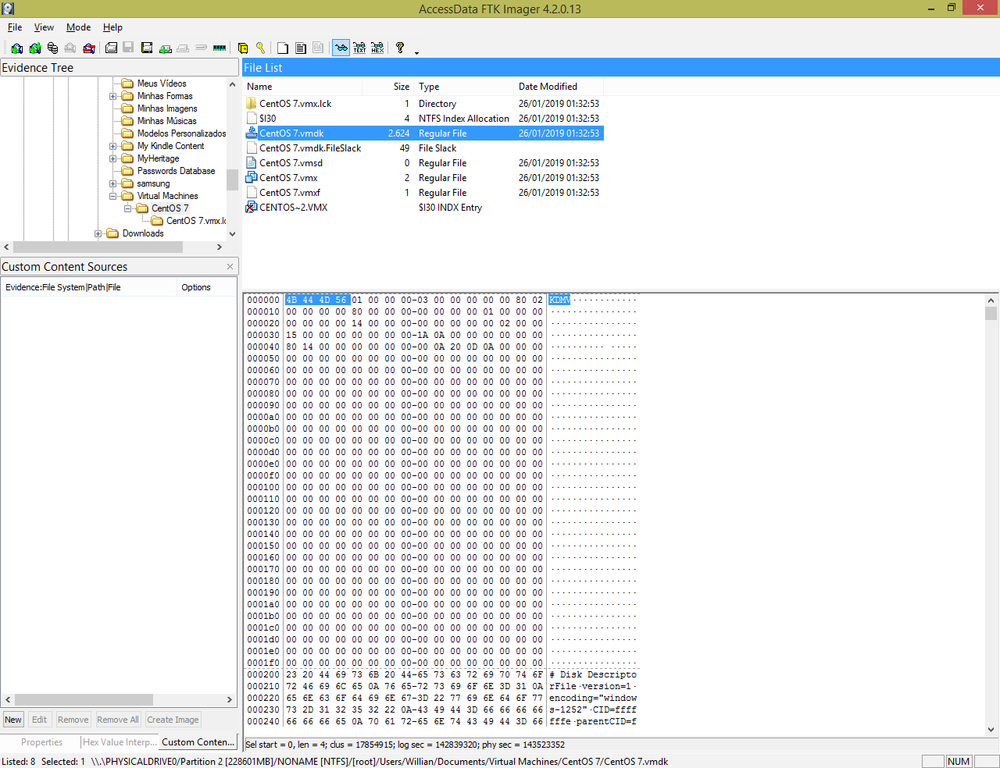 AccessData FTK Imager 4.2.0.13
File View Mode Help
Evidence Tree
Meus Vídeos
Minhas Formas
Minhas Imagens
Minhas Músicas
Modelos Personalizados
My Kindle Content
MyHeritage
Passwords Database
samsung
Virtual Machines
CentOS 7
CentOS 7.vmx.lc
Downloads
Custom Content Sources
Evidence:File System|Path|File Options
New Edit Remove Remove All Create Image
Properties Hex Value Interp... Custom Conten...
File List
Name Size Type Date Modified
CentOS 7.vmx.lck 1 Directory 26/01/2019 01:32:53
$I30 4 NTFS Index Allocation 26/01/2019 01:32:53
CentOS 7.vmdk 2.624 Regular File 26/01/2019 01:32:53
CentOS 7.vmdk.FileSlack 49 File Slack
CentOS 7.vmsd 0 Regular File 26/01/2019 01:32:53
CentOS 7.vmx 2 Regular File 26/01/2019 01:32:53
CentOS 7.vmxf 1 Regular File 26/01/2019 01:32:53
CENTOS~2.VMX $I30 INDX Entry
000000 4B 44 4D 56 01 00 00 00-03 00 00 00 00 00 80 02 KDMV············
000010 00 00 00 00 80 00 00 00-00 00 00 00 01 00 00 00 ················
000020 00 00 00 00 14 00 00 00-00 00 00 00 00 02 00 00 ················
000030 15 00 00 00 00 00 00 00-1A 0A 00 00 00 00 00 00 ················
000040 80 14 00 00 00 00 00 00-00 0A 20 0D 0A 00 00 00 ·········· ·····
000050 00 00 00 00 00 00 00 00-00 00 00 00 00 00 00 00 ················
000060 00 00 00 00 00 00 00 00-00 00 00 00 00 00 00 00 ················
000070 00 00 00 00 00 00 00 00-00 00 00 00 00 00 00 00 ················
000080 00 00 00 00 00 00 00 00-00 00 00 00 00 00 00 00 ················
000090 00 00 00 00 00 00 00 00-00 00 00 00 00 00 00 00 ················
0000a0 00 00 00 00 00 00 00 00-00 00 00 00 00 00 00 00 ················
0000b0 00 00 00 00 00 00 00 00-00 00 00 00 00 00 00 00 ················
0000c0 00 00 00 00 00 00 00 00-00 00 00 00 00 00 00 00 ················
0000d0 00 00 00 00 00 00 00 00-00 00 00 00 00 00 00 00 ················
0000e0 00 00 00 00 00 00 00 00-00 00 00 00 00 00 00 00 ················
0000f0 00 00 00 00 00 00 00 00-00 00 00 00 00 00 00 00 ················
000100 00 00 00 00 00 00 00 00-00 00 00 00 00 00 00 00 ················
000110 00 00 00 00 00 00 00 00-00 00 00 00 00 00 00 00 ················
000120 00 00 00 00 00 00 00 00-00 00 00 00 00 00 00 00 ················
000130 00 00 00 00 00 00 00 00-00 00 00 00 00 00 00 00 ················
000140 00 00 00 00 00 00 00 00-00 00 00 00 00 00 00 00 ················
000150 00 00 00 00 00 00 00 00-00 00 00 00 00 00 00 00 ················
000160 00 00 00 00 00 00 00 00-00 00 00 00 00 00 00 00 ················
000170 00 00 00 00 00 00 00 00-00 00 00 00 00 00 00 00 ················
000180 00 00 00 00 00 00 00 00-00 00 00 00 00 00 00 00 ················
000190 00 00 00 00 00 00 00 00-00 00 00 00 00 00 00 00 ················
0001a0 00 00 00 00 00 00 00 00-00 00 00 00 00 00 00 00 ················
0001b0 00 00 00 00 00 00 00 00-00 00 00 00 00 00 00 00 ················
0001c0 00 00 00 00 00 00 00 00-00 00 00 00 00 00 00 00 ················
0001d0 00 00 00 00 00 00 00 00-00 00 00 00 00 00 00 00 ················
0001e0 00 00 00 00 00 00 00 00-00 00 00 00 00 00 00 00 ················
0001f0 00 00 00 00 00 00 00 00-00 00 00 00 00 00 00 00 ················
000200 23 20 44 69 73 6B 20 44-65 73 63 72 69 70 74 6F # Disk Descripto
000210 72 46 69 6C 65 0A 76 65-72 73 69 6F 6E 3D 31 0A rFile·version=1·
000220 65 6E 63 6F 64 69 6E 67-3D 22 77 69 6E 64 6F 77 encoding="window
000230 73 2D 31 32 35 32 22 0A-43 49 44 3D 66 66 66 66 s-1252"·CID=ffff
000240 66 66 66 65 0A 70 61 72-65 6E 74 43 49 44 3D 66 fffe·parentCID=f
Sel start = 0, len = 4; clus = 17854915; log sec = 142839320; phy sec = 143523352
Listed: 8 Selected: 1 \\.\PHYSICALDRIVE0/Partition 2 [228601MB]/NONAME [NTFS]/[root]/Users/Willian/Documents/Virtual Machines/CentOS 7/CentOS 7.vmdk NUM